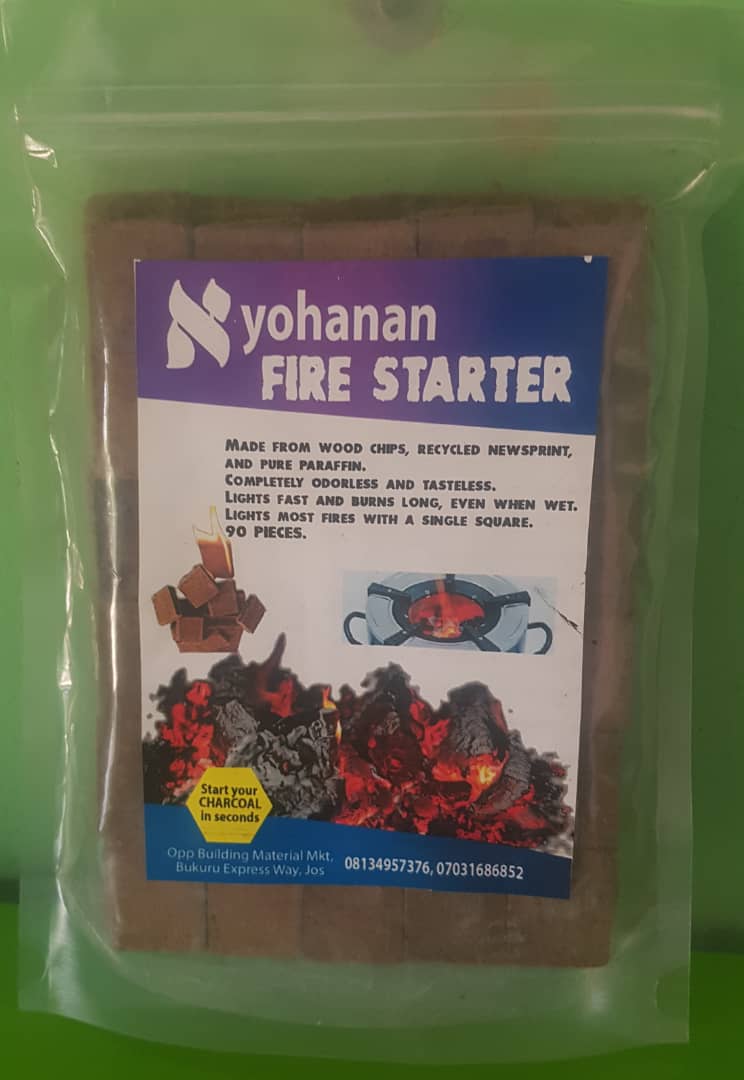 א yohanan
FIRE STARTER
MADE FROM WOOD CHIPS, RECYCLED NEWSPRINT,
AND PURE PARAFFIN.
COMPLETELY ODORLESS AND TASTELESS.
LIGHTS FAST AND BURNS LONG, EVEN WHEN WET.
LIGHTS MOST FIRES WITH A SINGLE SQUARE.
90 PIECES.
Start your
CHARCOAL
in seconds
Opp Building Material Mkt,
Bukuru Express Way, Jos
08134957376, 07031686852